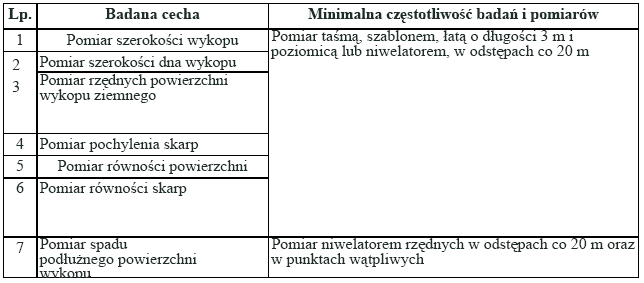 Lp. Badana cecha Minimalna częstotliwość badań i pomiarów
1 Pomiar szerokości wykopu Pomiar taśmą, szablonem, łatą o długości 3 m i
poziomicą lub niwelatorem, w odstępach co 20 m
2 Pomiar szerokości dna wykopu
3 Pomiar rzędnych powierzchni
wykopu ziemnego
4 Pomiar pochylenia skarp
5 Pomiar równości powierzchni
6 Pomiar równości skarp
7 Pomiar spadu Pomiar niwelatorem rzędnych w odstępach co 20 m oraz
podłużnego powierzchni w punktach wątpliwych
wykopu